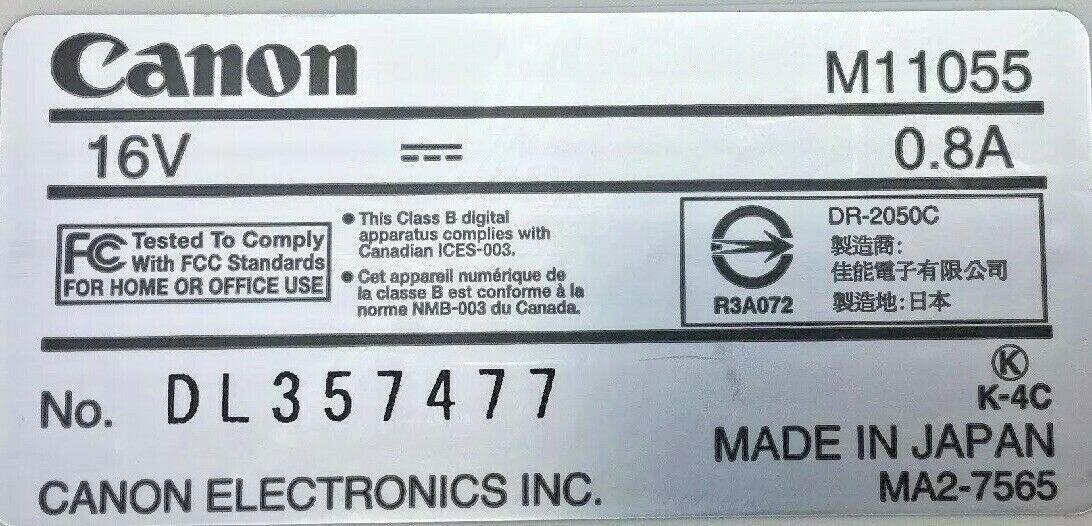 Canon M11055
16V ⎓ 0.8A
FC Tested To Comply
With FCC Standards
FOR HOME OR OFFICE USE
● This Class B digital
apparatus complies with
Canadian ICES-003.
● Cet appareil numérique de
la classe B est conforme à la
norme NMB-003 du Canada.
R3A072
DR-2050C
製造商:
佳能電子有限公司
製造地:日本
No. DL357477
K
K-4C
MADE IN JAPAN
CANON ELECTRONICS INC. MA2-7565